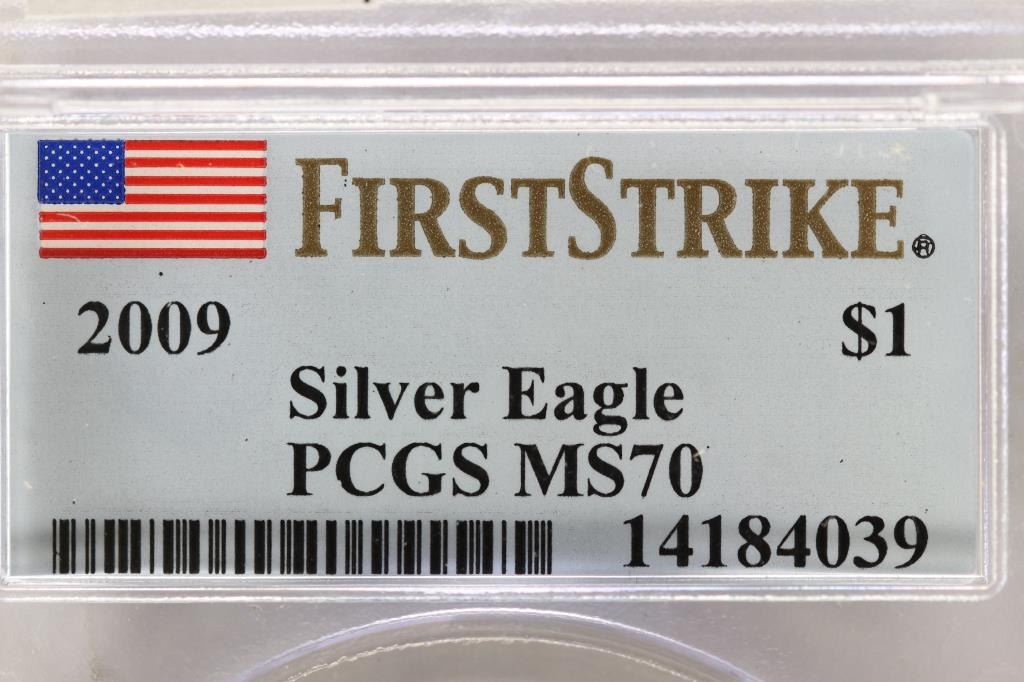 FIRSTSTRIKE®
2009 $1
Silver Eagle
PCGS MS70
14184039